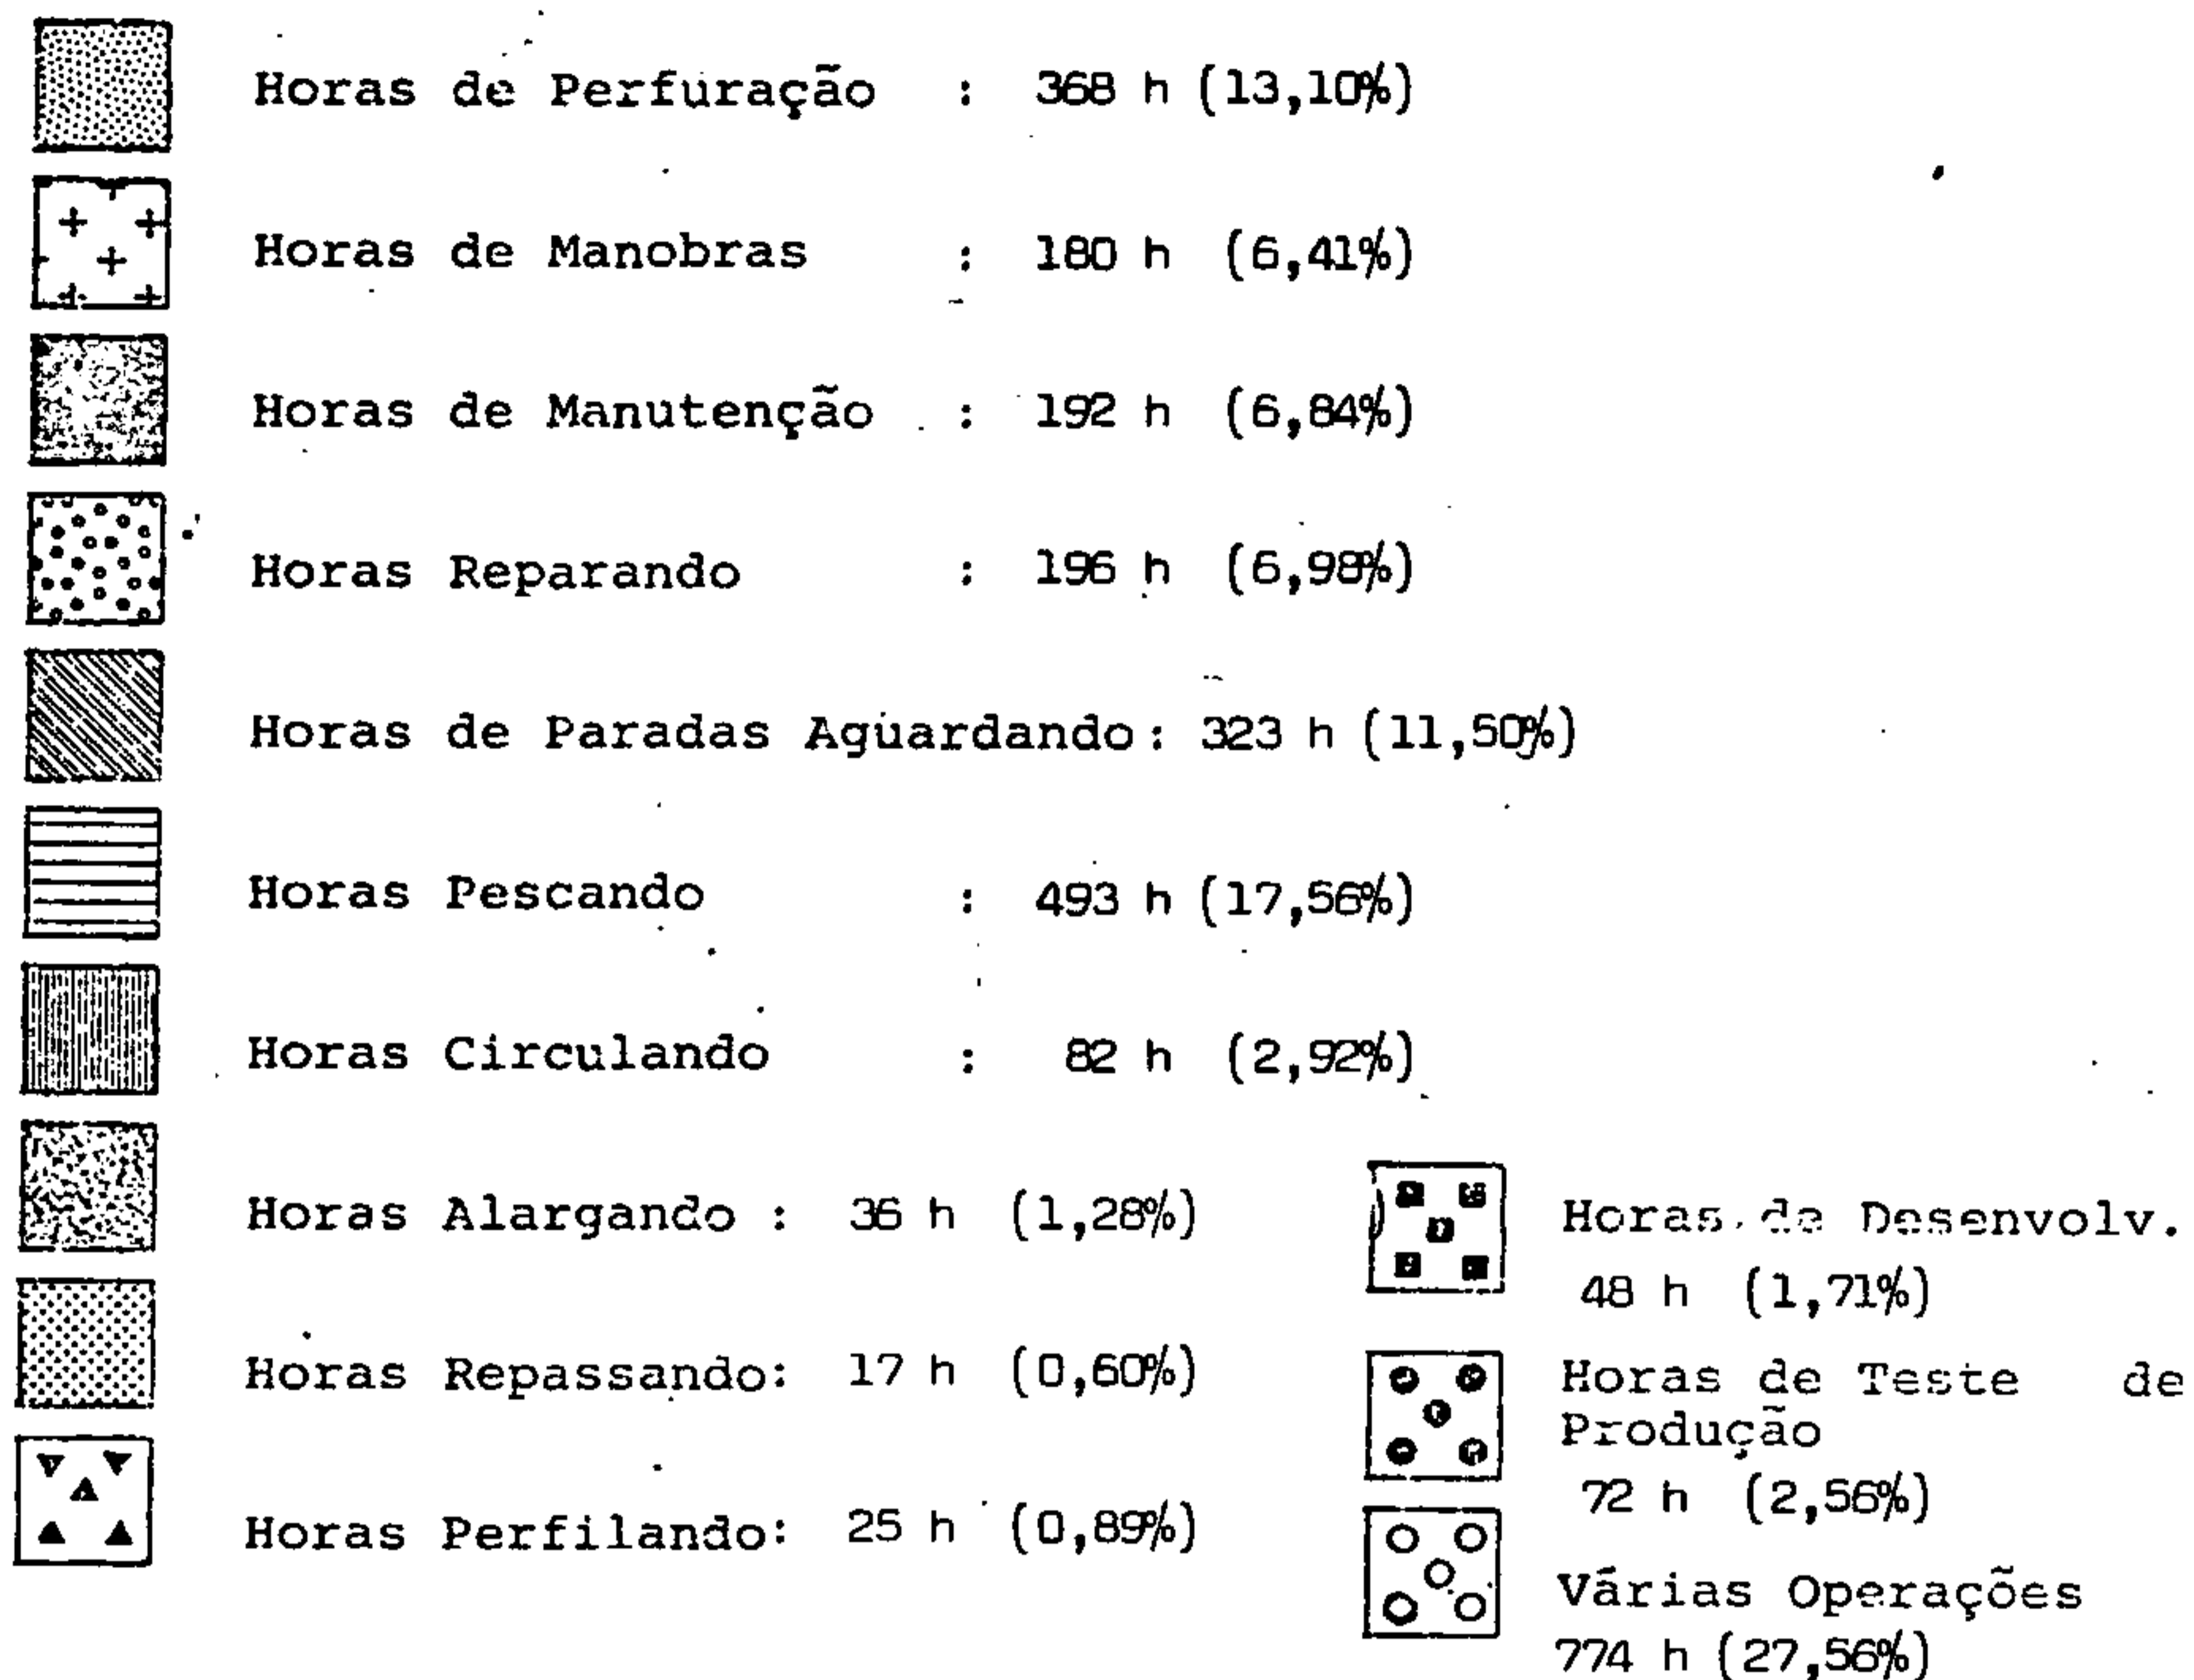 Horas de Perfuração : 368 h (13,10%)
Horas de Manobras : 180 h (6,41%)
Horas de Manutenção : 192 h (6,84%)
Horas Reparando : 196 h (6,98%)
Horas de Paradas Aguardando: 323 h (11,50%)
Horas Pescando : 493 h (17,56%)
Horas Circulando : 82 h (2,92%)
Horas Alargando : 36 h (1,28%)
Horas Repassando: 17 h (0,60%)
Horas Perfilando: 25 h (0,89%)
Horas de Desenvolv.
48 h (1,71%)
Horas de Teste de
Produção
72 h (2,56%)
Várias Operações
774 h (27,56%)